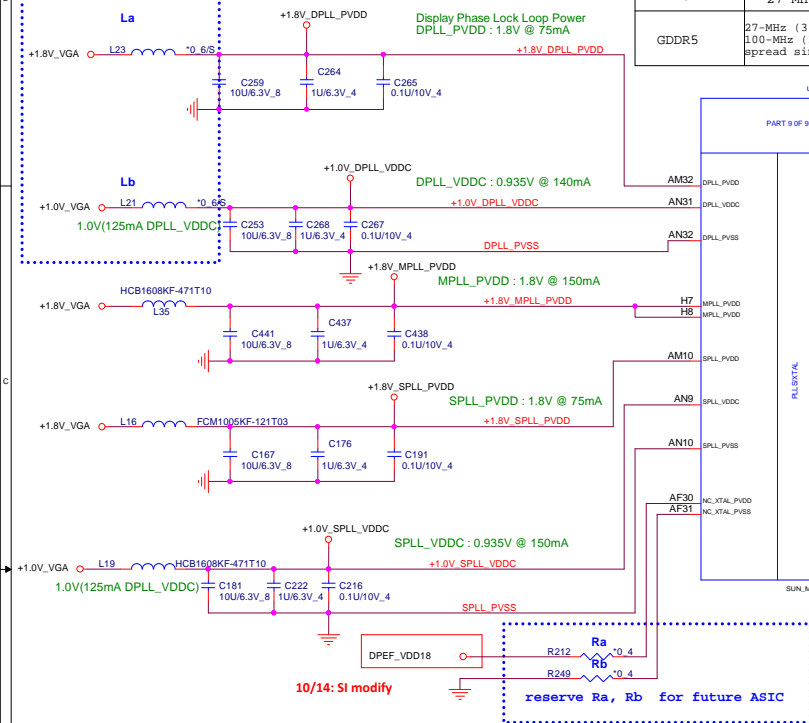 27 MH
GDDR5
27-MHz (3
100-MHz (
spread si
La
+1.8V_DPLL_PVDD
Display Phase Lock Loop Power
DPLL_PVDD : 1.8V @ 75mA
+1.8V_VGA
L23
*0_6/S
+1.8V_DPLL_PVDD
C259
10U/6.3V_8
C264
1U/6.3V_4
C265
0.1U/10V_4
PART 9 OF 9
+1.0V_DPLL_VDDC
Lb
DPLL_VDDC : 0.935V @ 140mA
AM32
DPLL_PVDD
+1.0V_VGA
L21
*0_6/S
+1.0V_DPLL_VDDC
AN31
DPLL_VDDC
1.0V(125mA DPLL_VDDC)
C253
10U/6.3V_8
C268
1U/6.3V_4
C267
0.1U/10V_4
DPLL_PVSS
AN32
DPLL_PVSS
+1.8V_MPLL_PVDD
HCB1608KF-471T10
MPLL_PVDD : 1.8V @ 150mA
+1.8V_VGA
L35
+1.8V_MPLL_PVDD
H7
MPLL_PVDD
H8
MPLL_PVDD
C441
10U/6.3V_8
C437
1U/6.3V_4
C438
0.1U/10V_4
AM10
SPLL_PVDD
+1.8V_SPLL_PVDD
SPLL_PVDD : 1.8V @ 75mA
C
PLLS/XTAL
AN9
SPLL_VDDC
+1.8V_VGA
L16
FCM1005KF-121T03
+1.8V_SPLL_PVDD
C167
10U/6.3V_8
C176
1U/6.3V_4
C191
0.1U/10V_4
AN10
SPLL_PVSS
AF30
NC_XTAL_PVDD
AF31
NC_XTAL_PVSS
+1.0V_SPLL_VDDC
SPLL_VDDC : 0.935V @ 150mA
+1.0V_VGA
L19
HCB1608KF-471T10
+1.0V_SPLL_VDDC
1.0V(125mA DPLL_VDDC)
C181
10U/6.3V_8
C222
1U/6.3V_4
C216
0.1U/10V_4
SPLL_PVSS
SUN_M
DPEF_VDD18
Ra
R212
*0_4
Rb
R249
*0_4
10/14: SI modify
reserve Ra, Rb for future ASIC